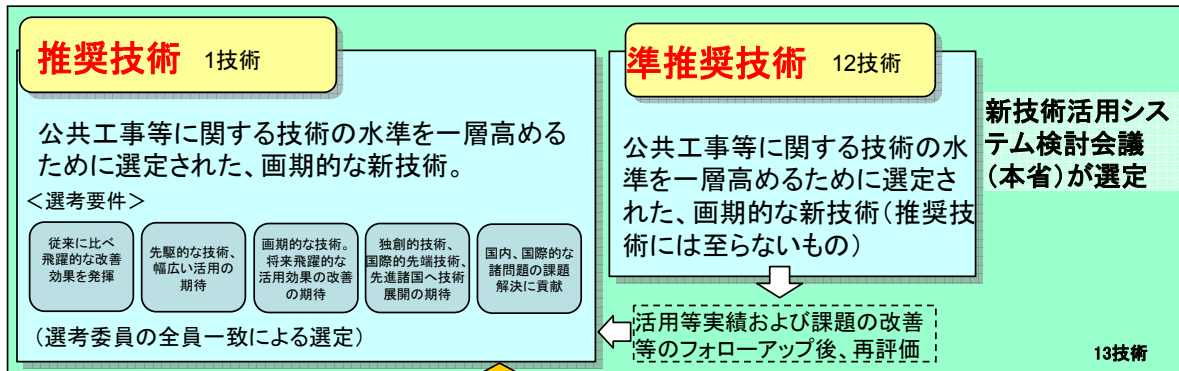 推奨技術 1技術
公共工事等に関する技術の水準を一層高める
ために選定された、画期的な新技術。
＜選考要件＞
従来に比べ
飛躍的な改善
効果を発揮
先駆的な技術、
幅広い活用の
期待
画期的な技術。
将来飛躍的な
活用効果の改善
の期待
独創的技術、
国際的先端技術、
先進諸国へ技術
展開の期待
国内、国際的な
諸問題の課題
解決に貢献
（選考委員の全員一致による選定）
準推奨技術 12技術
公共工事等に関する技術の水
準を一層高めるために選定さ
れた、画期的な新技術（推奨技
術には至らないもの）
活用等実績および課題の改善
等のフォローアップ後、再評価
新技術活用シス
テム検討会議
（本省）が選定
13技術